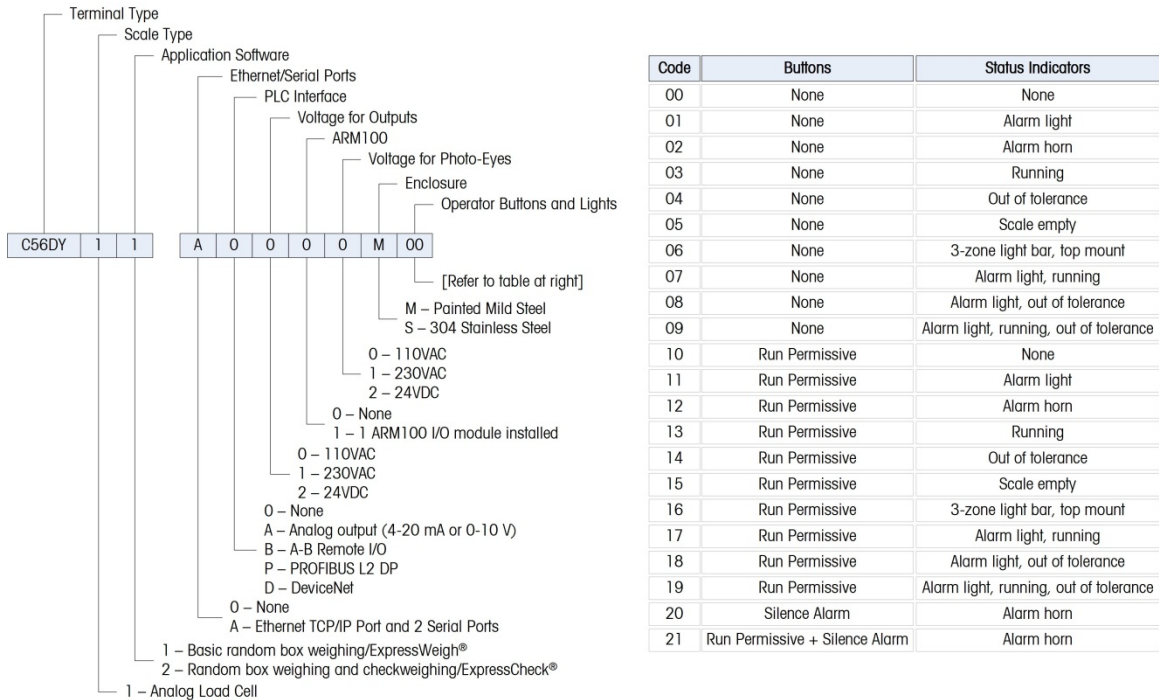 Terminal Type
Scale Type
Application Software
Ethernet/Serial Ports
PLC Interface
Voltage for Outputs
ARM100
Voltage for Photo-Eyes
Enclosure
Operator Buttons and Lights
C56DY 1 1 A 0 0 0 0 M 00
[Refer to table at right]
M – Painted Mild Steel
S – 304 Stainless Steel
0 – 110VAC
1 – 230VAC
2 – 24VDC
0 – None
1 – 1 ARM100 I/O module installed
0 – 110VAC
1 – 230VAC
2 – 24VDC
0 – None
A – Analog output (4-20 mA or 0-10 V)
B – A-B Remote I/O
P – PROFIBUS L2 DP
D – DeviceNet
0 – None
A – Ethernet TCP/IP Port and 2 Serial Ports
1 – Basic random box weighing/ExpressWeigh®
2 – Random box weighing and checkweighing/ExpressCheck®
1 – Analog Load Cell
Code Buttons Status Indicators
00 None None
01 None Alarm light
02 None Alarm horn
03 None Running
04 None Out of tolerance
05 None Scale empty
06 None 3-zone light bar, top mount
07 None Alarm light, running
08 None Alarm light, out of tolerance
09 None Alarm light, running, out of tolerance
10 Run Permissive None
11 Run Permissive Alarm light
12 Run Permissive Alarm horn
13 Run Permissive Running
14 Run Permissive Out of tolerance
15 Run Permissive Scale empty
16 Run Permissive 3-zone light bar, top mount
17 Run Permissive Alarm light, running
18 Run Permissive Alarm light, out of tolerance
19 Run Permissive Alarm light, running, out of tolerance
20 Silence Alarm Alarm horn
21 Run Permissive + Silence Alarm Alarm horn